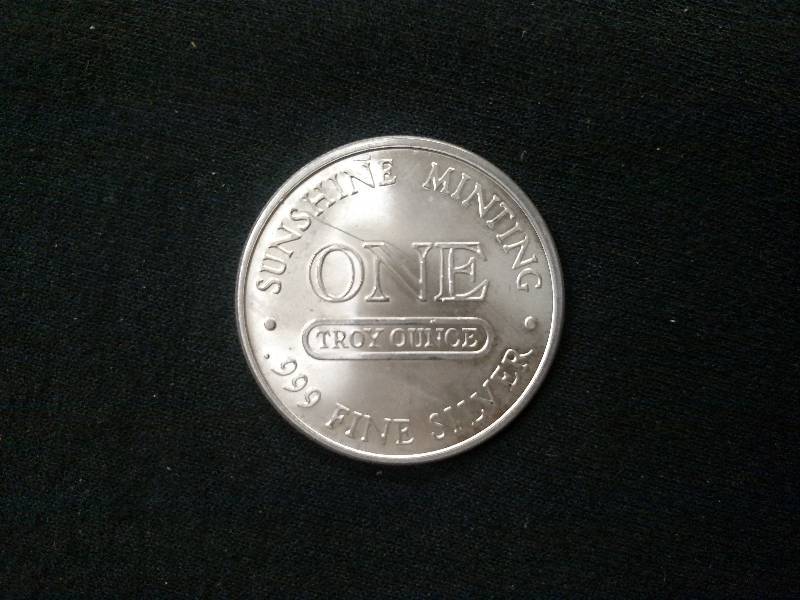 SUNSHINE MINTING
ONE
TROY OUNCE
.999 FINE SILVER